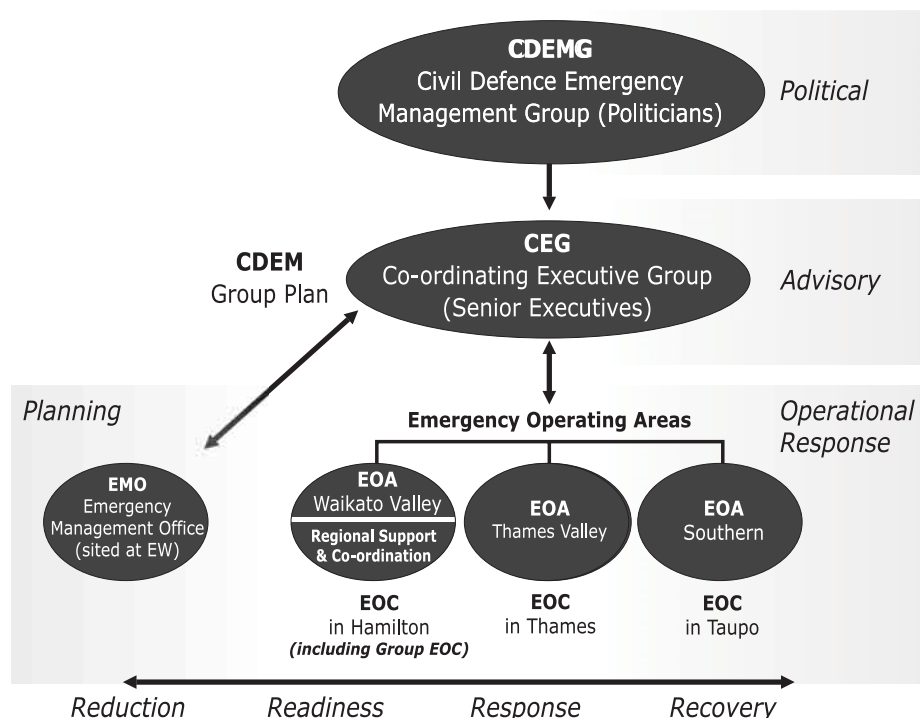 CDEMG
Civil Defence Emergency
Management Group (Politicians)
Political
CEG
Co-ordinating Executive Group
(Senior Executives)
Advisory
CDEM
Group Plan
Planning
Emergency Operating Areas
Operational
Response
EMO
Emergency
Management Office
(sited at EW)
EOA
Waikato Valley
Regional Support
& Co-ordination
EOA
Thames Valley
EOA
Southern
EOC
in Hamilton
(including Group EOC)
EOC
in Thames
EOC
in Taupo
Reduction
Readiness
Response
Recovery